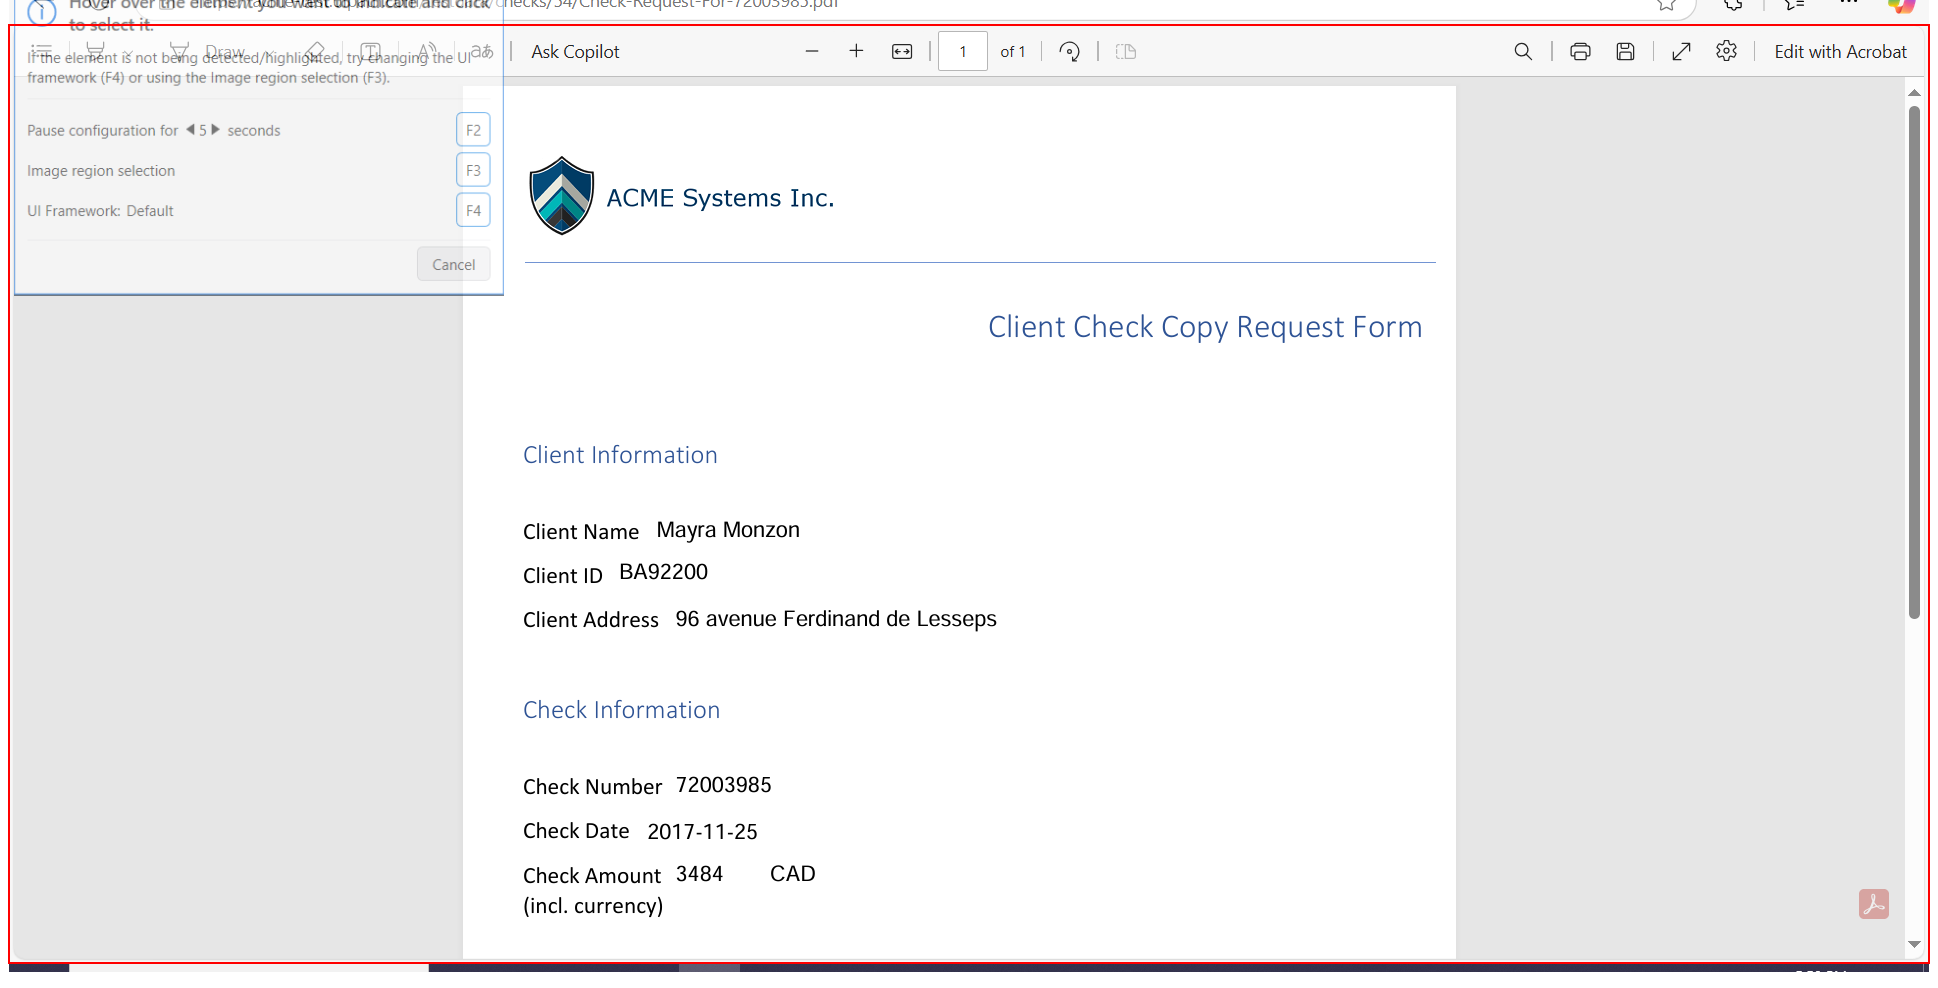 checks/54/Check-Request-For-72003985.pdf
Hover over the element you want to indicate and click
to select it.
Draw
Ask Copilot
1
of 1
Edit with Acrobat
If the element is not being detected/highlighted, try changing the UI
framework (F4) or using the Image region selection (F3).
Pause configuration for 5 seconds
F2
Image region selection
F3
UI Framework: Default
F4
Cancel
ACME Systems Inc.
Client Check Copy Request Form
Client Information
Client Name Mayra Monzon
Client ID BA92200
Client Address 96 avenue Ferdinand de Lesseps
Check Information
Check Number 72003985
Check Date 2017-11-25
Check Amount 3484 CAD
(incl. currency)